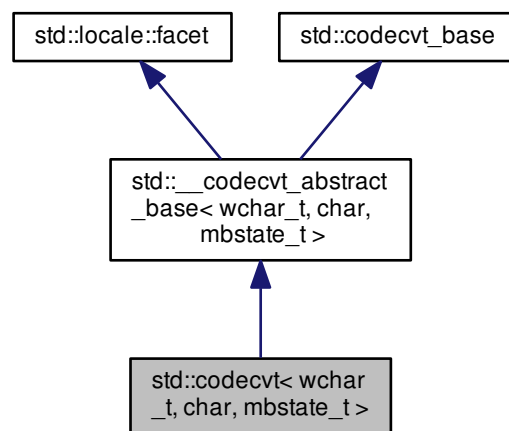 std::locale::facet
std::codecvt_base
std::__codecvt_abstract
_base< wchar_t, char,
mbstate_t >
std::codecvt< wchar
_t, char, mbstate_t >